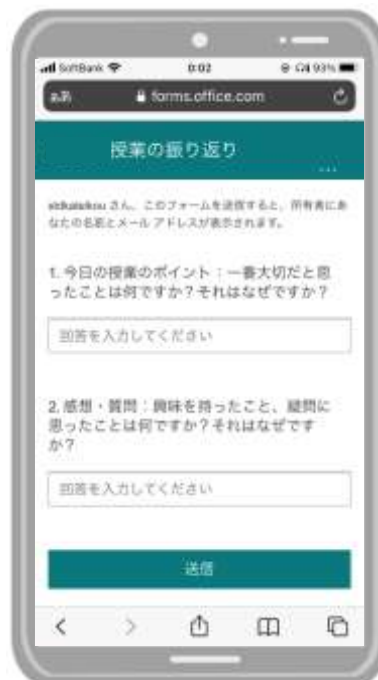 SoftBank 0:02 93%
ああ forms.office.com
授業の振り返り
...
さん、このフォームを送信すると、所有者にあ
なたの名前とメール アドレスが表示されます。
1. 今日の授業のポイント：一番大切だと思
ったことは何ですか？それはなぜですか？
回答を入力してください
2. 感想・質問：興味を持ったこと、疑問に
思ったことは何ですか？それはなぜです
か？
回答を入力してください
送信